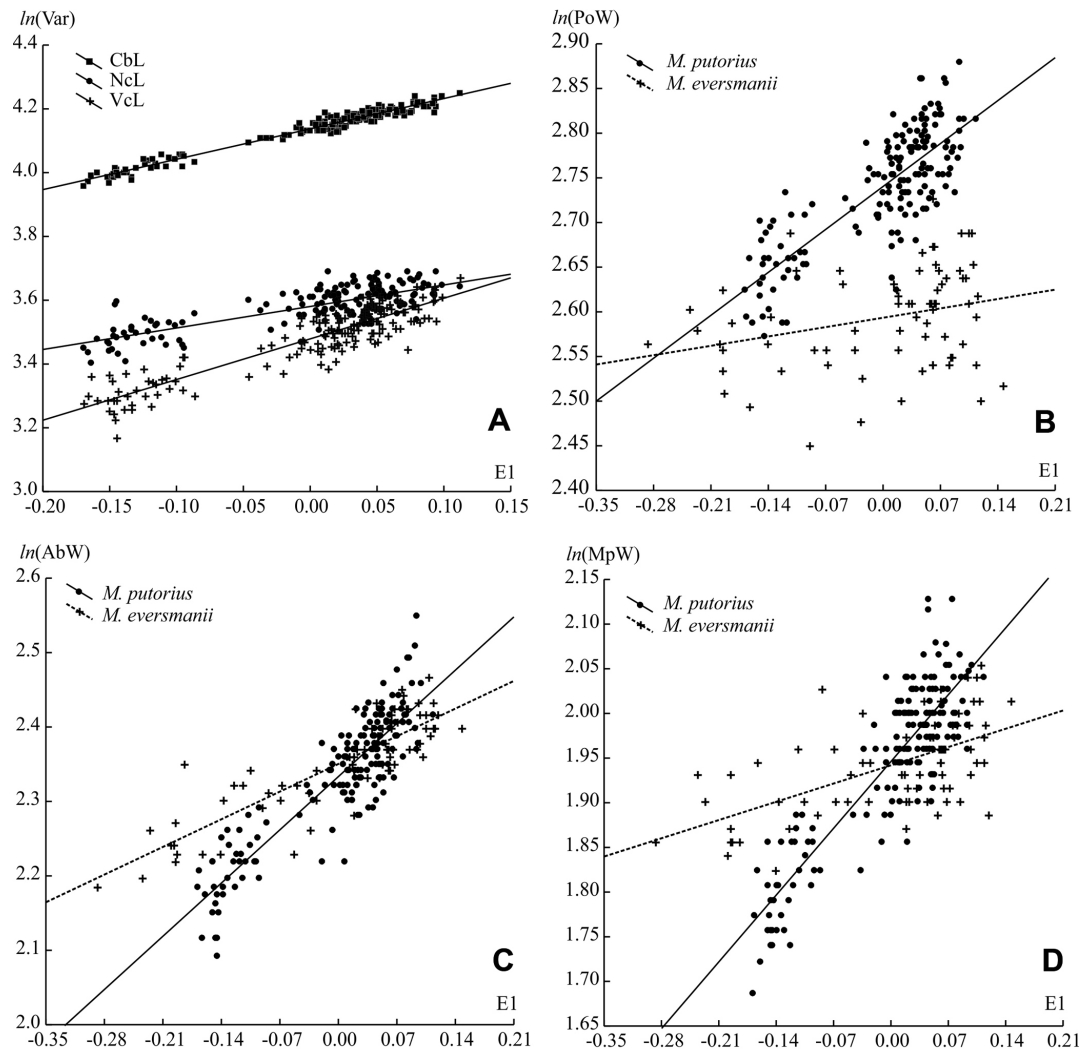 ln(Var)
4.4
4.2
4.0
3.8
3.6
3.4
3.2
3.0
CbL
NcL
VcL
A
E1
-0.20 -0.15 -0.10 -0.05 0.00 0.05 0.10 0.15
ln(PoW)
2.90
2.85
2.80
2.75
2.70
2.65
2.60
2.55
2.50
2.45
2.40
M. putorius
M. eversmanii
B
E1
-0.35 -0.28 -0.21 -0.14 -0.07 0.00 0.07 0.14 0.21
ln(AbW)
2.6
2.5
2.4
2.3
2.2
2.1
2.0
M. putorius
M. eversmanii
C
E1
-0.35 -0.28 -0.21 -0.14 -0.07 0.00 0.07 0.14 0.21
ln(MpW)
2.15
2.10
2.05
2.00
1.95
1.90
1.85
1.80
1.75
1.70
1.65
M. putorius
M. eversmanii
D
E1
-0.35 -0.28 -0.21 -0.14 -0.07 0.00 0.07 0.14 0.21